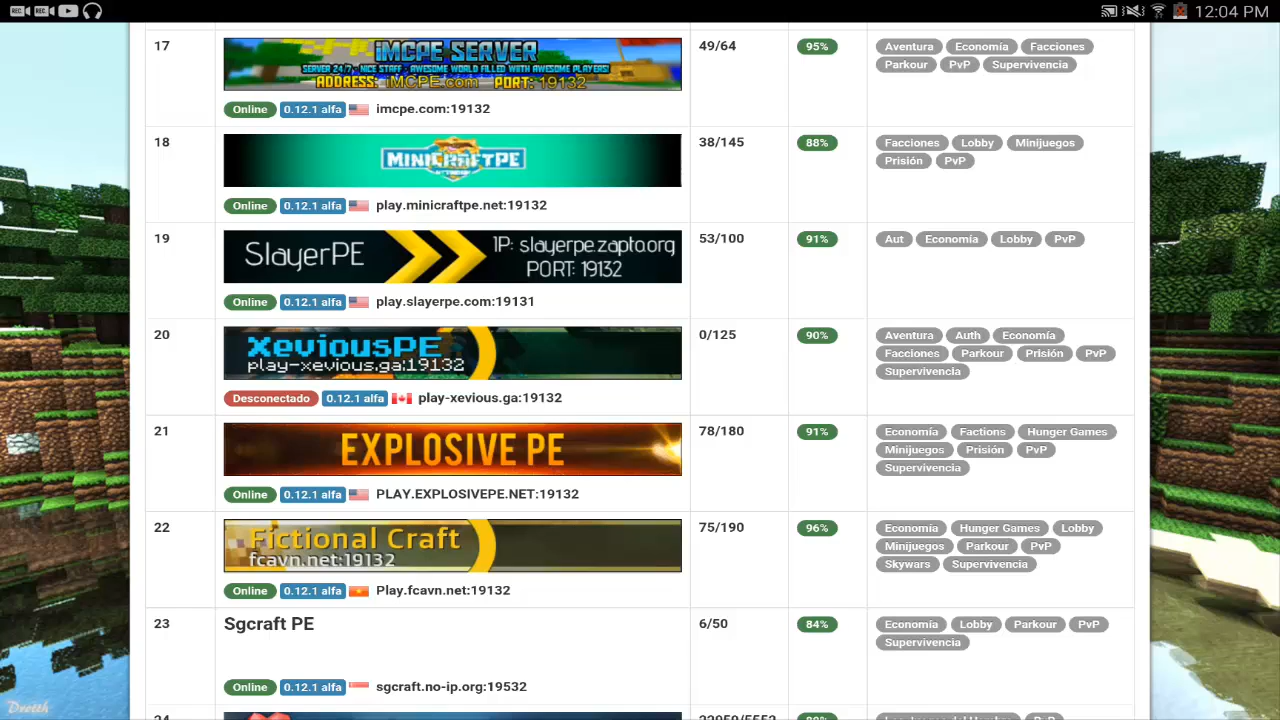 REC REC 12:04 PM
17
iMCPE SERVER
SERVER 24/7, NICE STAFF - AWESOME WORLD FILLED WITH AWESOME PLAYERS!
ADDRESS: iMCPE.com PORT: 19132
Online 0.12.1 alfa imcpe.com:19132
49/64
95%
Aventura Economía Facciones
Parkour PvP Supervivencia
18
MINICRAFTPE
Online 0.12.1 alfa play.minicraftpe.net:19132
38/145
88%
Facciones Lobby Minijuegos
Prisión PvP
19
SlayerPE
IP: slayerpe.zapto.org
PORT: 19132
Online 0.12.1 alfa play.slayerpe.com:19131
53/100
91%
Aut Economía Lobby PvP
20
XeviousPE
play-xevious.ga:19132
Desconectado 0.12.1 alfa play-xevious.ga:19132
0/125
90%
Aventura Auth Economía
Facciones Parkour Prisión PvP
Supervivencia
21
EXPLOSIVE PE
Online 0.12.1 alfa PLAY.EXPLOSIVEPE.NET:19132
78/180
91%
Economía Factions Hunger Games
Minijuegos Prisión PvP
Supervivencia
22
Fictional Craft
fcavn.net:19132
Online 0.12.1 alfa Play.fcavn.net:19132
75/190
96%
Economía Hunger Games Lobby
Minijuegos Parkour PvP
Skywars Supervivencia
23
Sgcraft PE
Online 0.12.1 alfa sgcraft.no-ip.org:19532
6/50
84%
Economía Lobby Parkour PvP
Supervivencia
24